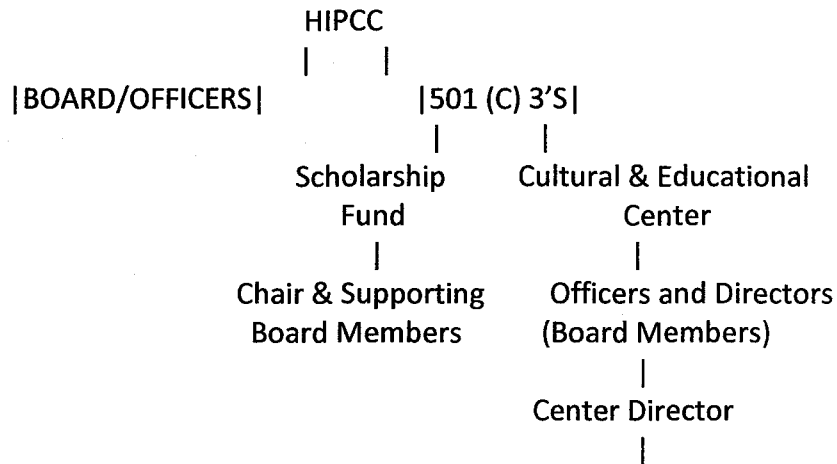 HIPCC
| |
|BOARD/OFFICERS| |501 (C) 3'S|
| |
Scholarship Cultural & Educational
Fund Center
| |
Chair & Supporting Officers and Directors
Board Members (Board Members)
|
Center Director
|